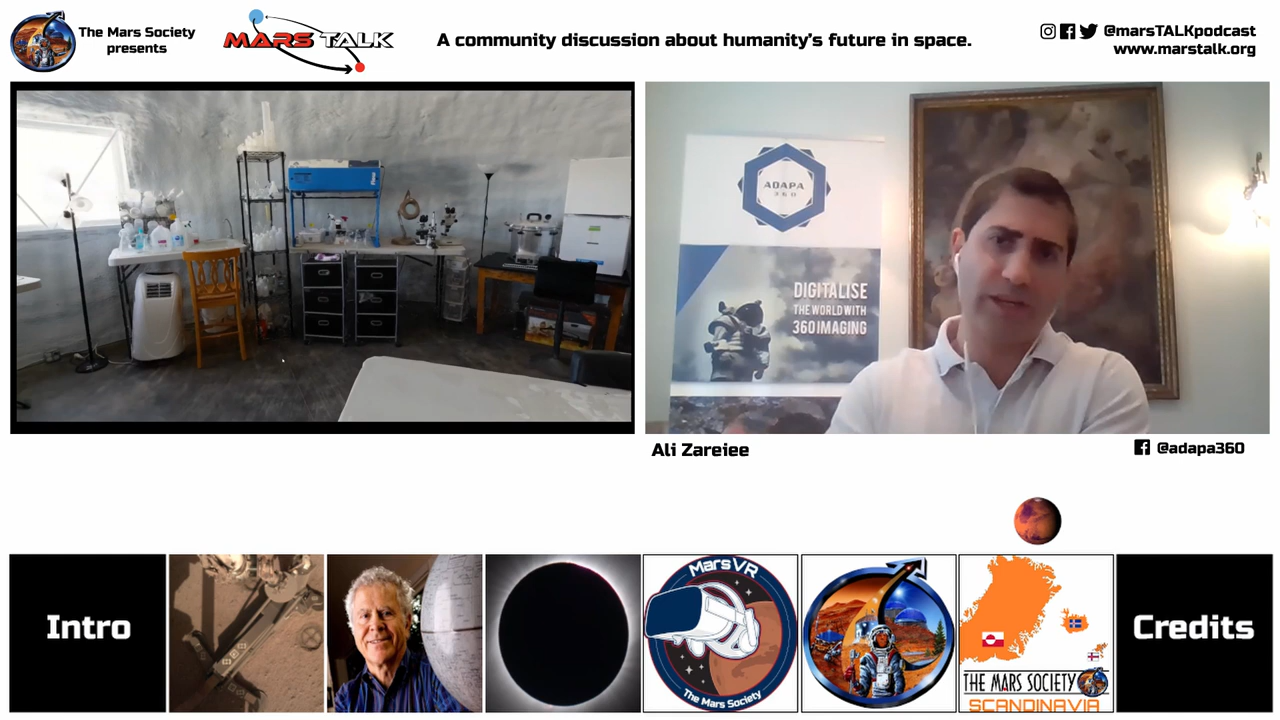 The Mars Society
presents
MARS TALK
A community discussion about humanity's future in space.
@marsTALKpodcast
www.marstalk.org
ADAPA
360
DIGITALISE
THE WORLD WITH
360 IMAGING
Ali Zareiee
@adapa360
Intro
MarsVR
The Mars Society
THE MARS SOCIETY
SCANDINAVIA
Credits